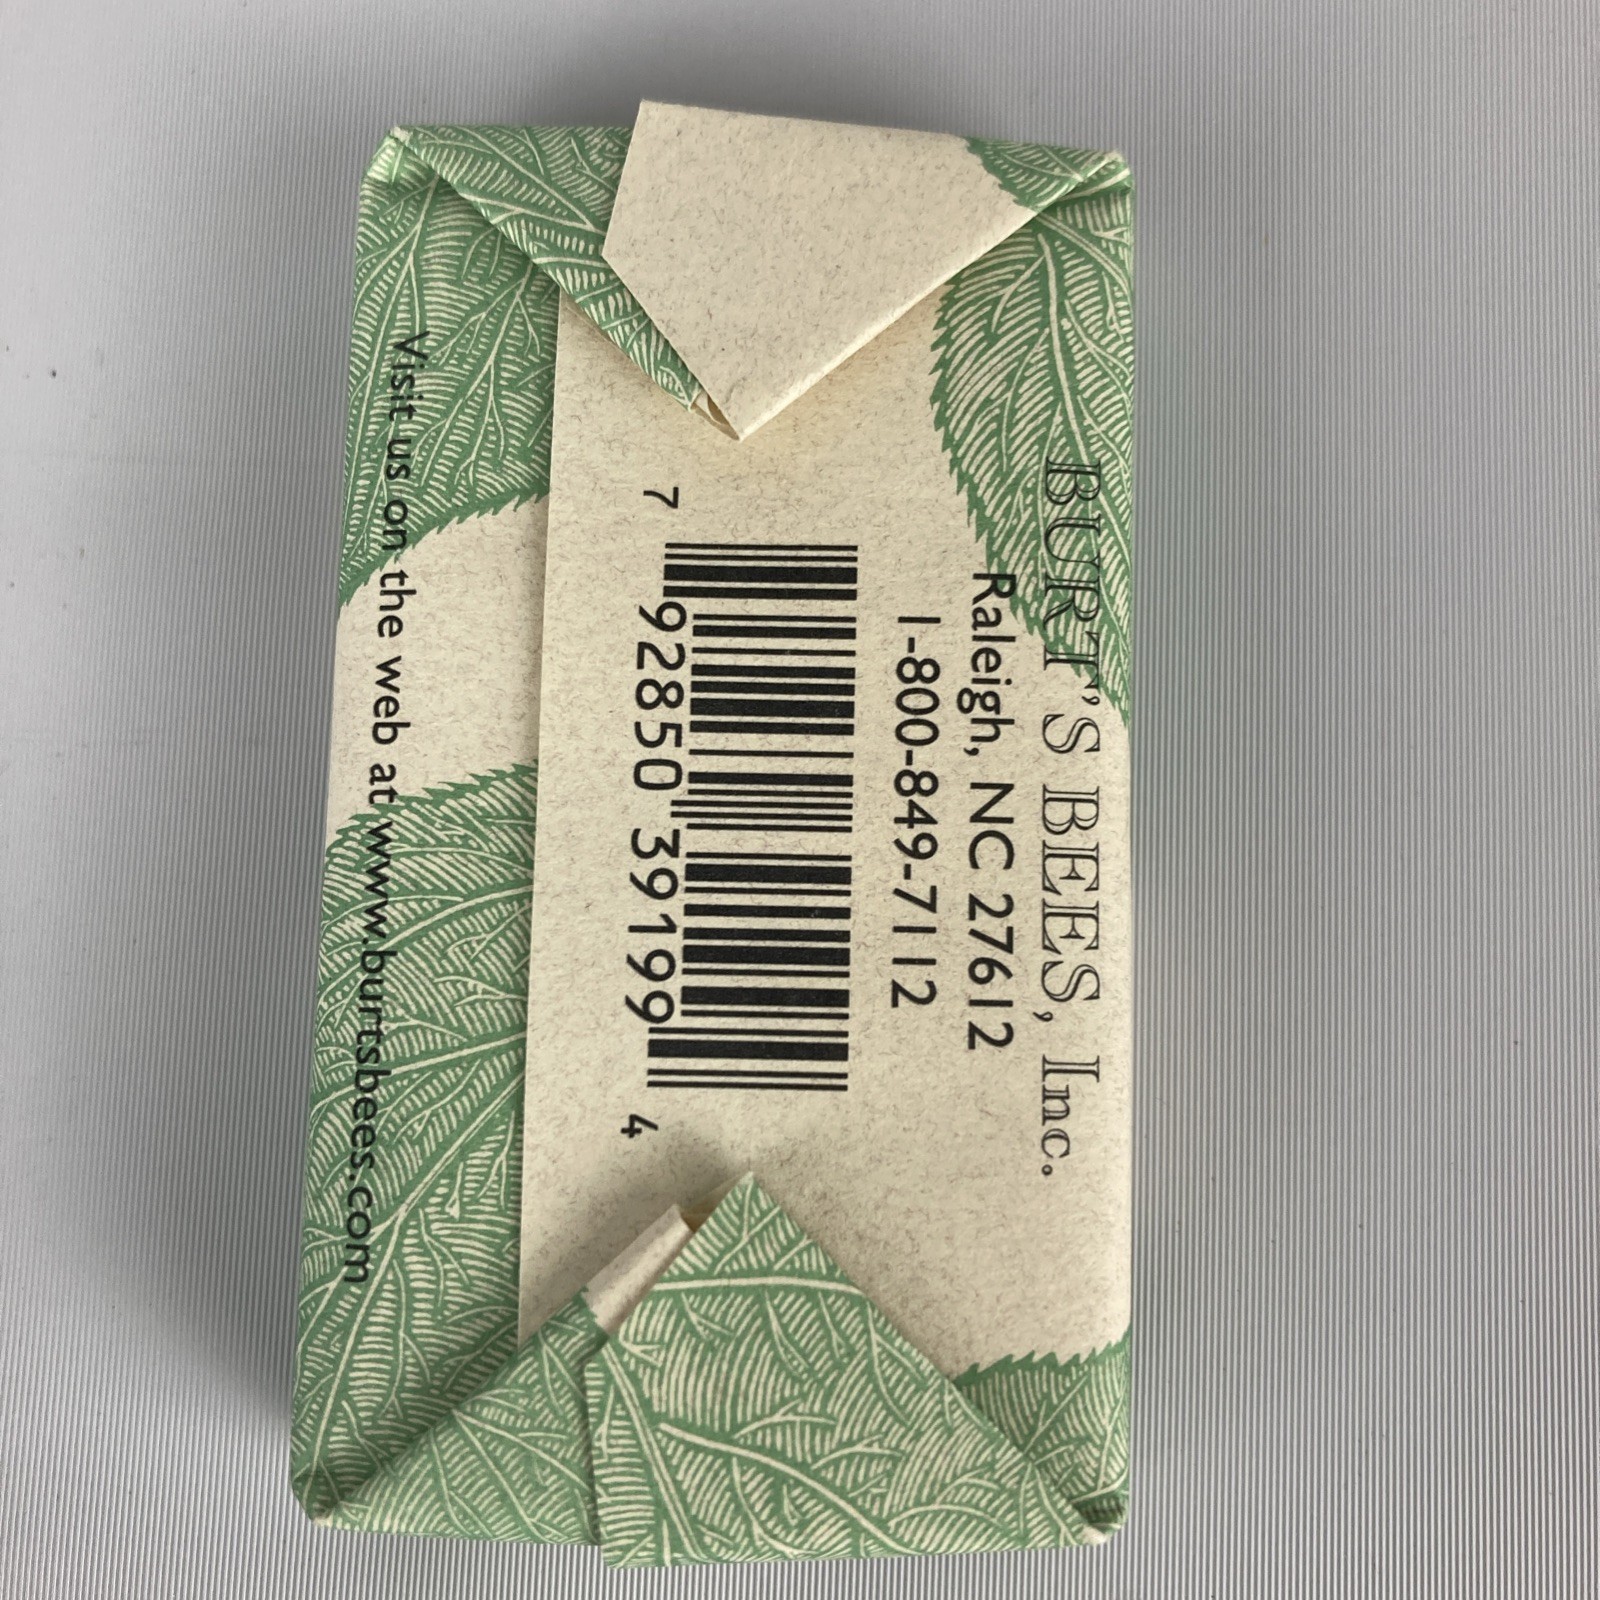 BURT'S BEES, Inc.
Raleigh, NC 27612
1-800-849-7112
7 92850 39199 4
Visit us on the web at www.burtsbees.com